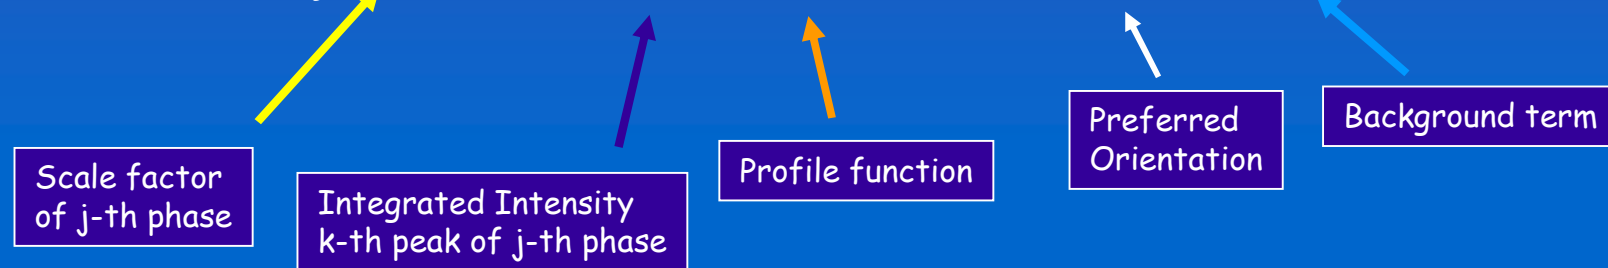 Scale factor
of j-th phase
Integrated Intensity
k-th peak of j-th phase
Profile function
Preferred
Orientation
Background term